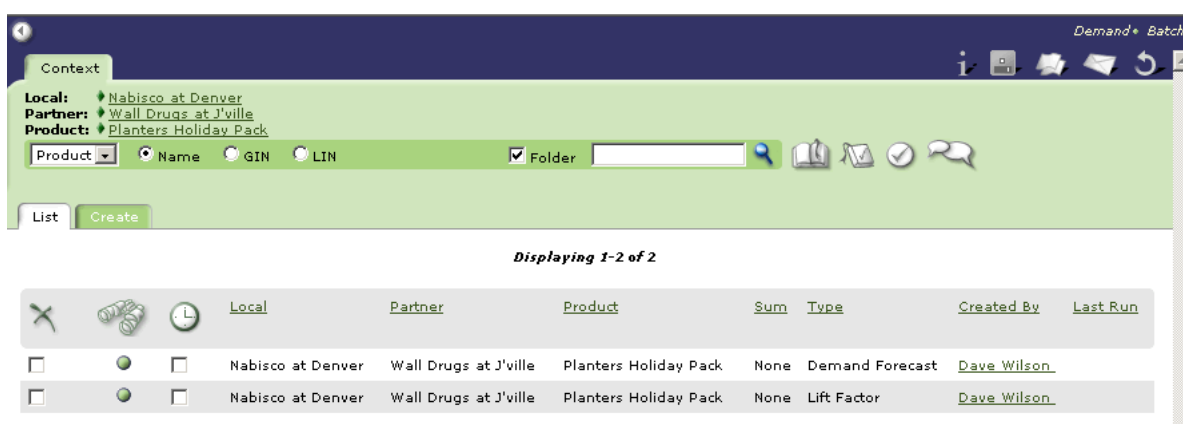 Demand• Batch
Context
Local: Nabisco at Denver
Partner: Wall Drugs at J'ville
Product: Planters Holiday Pack
Product Name GIN LIN Folder
List Create
Displaying 1-2 of 2
Local Partner Product Sum Type Created By Last Run
Nabisco at Denver Wall Drugs at J'ville Planters Holiday Pack None Demand Forecast Dave Wilson
Nabisco at Denver Wall Drugs at J'ville Planters Holiday Pack None Lift Factor Dave Wilson